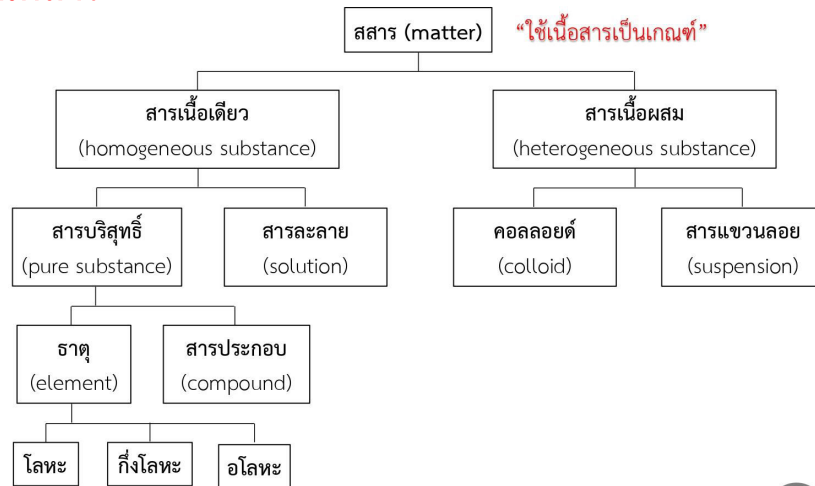 สสาร (matter)
“ใช้เนื้อสารเป็นเกณฑ์”
สารเนื้อเดียว
(homogeneous substance)
สารเนื้อผสม
(heterogeneous substance)
สารบริสุทธิ์
(pure substance)
สารละลาย
(solution)
คอลลอยด์
(colloid)
สารแขวนลอย
(suspension)
ธาตุ
(element)
สารประกอบ
(compound)
โลหะ
กึ่งโลหะ
อโลหะ